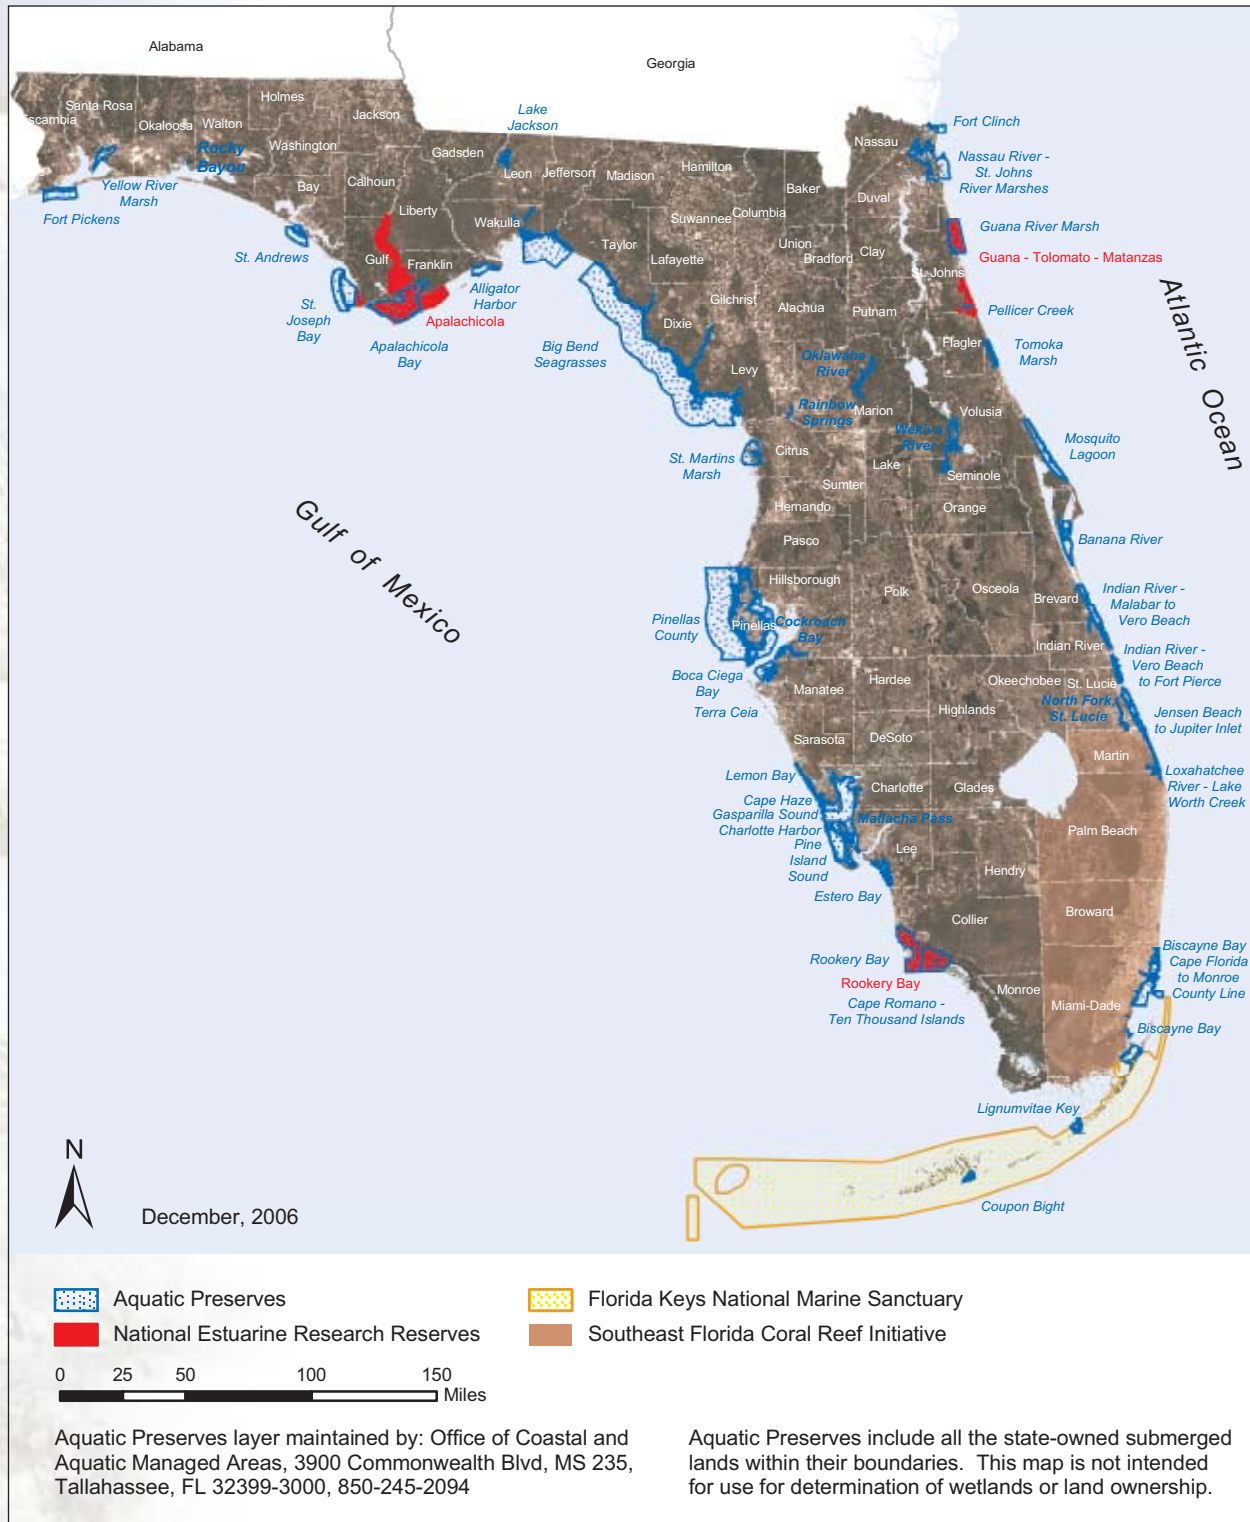 Alabama
Georgia
Lake
Jackson
Fort Clinch
Nassau River -
St. Johns
River Marshes
Santa Rosa
Holmes
Escambia
Okaloosa
Walton
Jackson
Washington
Rocky
Bayou
Gadsden
Leon
Jefferson
Madison
Hamilton
Nassau
Baker
Duval
Yellow River
Marsh
Fort Pickens
Bay
Calhoun
Liberty
Wakulla
Suwannee
Columbia
Taylor
Lafayette
Union
Bradford
Clay
St. Johns
Guana River Marsh
Guana - Tolomato - Matanzas
St. Andrews
Gulf
Franklin
St.
Joseph
Bay
Alligator
Harbor
Apalachicola
Apalachicola
Bay
Big Bend
Seagrasses
Dixie
Gilchrist
Alachua
Putnam
Pellicer Creek
Flagler
Tomoka
Marsh
Atlantic Ocean
Levy
Oklawaha
River
Rainbow
Springs
Marion
Volusia
Wekiva
River
Mosquito
Lagoon
St. Martins
Marsh
Citrus
Lake
Sumter
Seminole
Hernando
Orange
Gulf of Mexico
Pasco
Banana River
Hillsborough
Polk
Osceola
Brevard
Indian River -
Malabar to
Vero Beach
Pinellas
County
Pinellas
Cockroach
Bay
Indian River
Indian River -
Vero Beach
to Fort Pierce
Boca Ciega
Bay
Terra Ceia
Manatee
Hardee
Okeechobee
St. Lucie
Highlands
North Fork,
St. Lucie
Jensen Beach
to Jupiter Inlet
Sarasota
DeSoto
Martin
Lemon Bay
Cape Haze
Gasparilla Sound
Charlotte Harbor
Pine
Island
Sound
Charlotte
Glades
Matlacha Pass
Loxahatchee
River - Lake
Worth Creek
Palm Beach
Lee
Hendry
Estero Bay
Collier
Broward
Rookery Bay
Rookery Bay
Cape Romano -
Ten Thousand Islands
Monroe
Miami-Dade
Biscayne Bay
Cape Florida
to Monroe
County Line
Biscayne Bay
Lignumvitae Key
Coupon Bight
N
December, 2006
Aquatic Preserves
National Estuarine Research Reserves
Florida Keys National Marine Sanctuary
Southeast Florida Coral Reef Initiative
0 25 50 100 150
Miles
Aquatic Preserves layer maintained by: Office of Coastal and
Aquatic Managed Areas, 3900 Commonwealth Blvd, MS 235,
Tallahassee, FL 32399-3000, 850-245-2094
Aquatic Preserves include all the state-owned submerged
lands within their boundaries. This map is not intended
for use for determination of wetlands or land ownership.